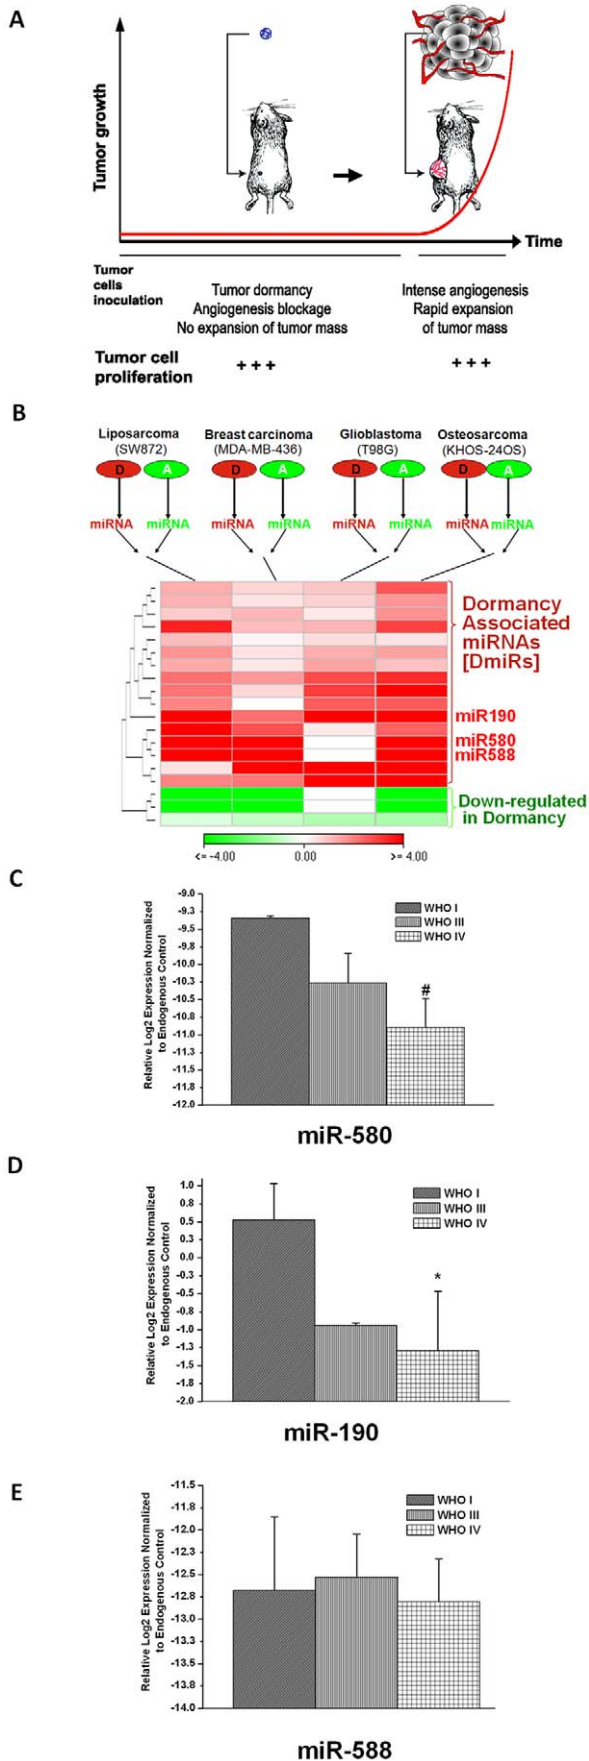 A
Tumor growth
Time
Tumor
cells
inoculation
Tumor dormancy
Angiogenesis blockage
No expansion of tumor mass
Intense angiogenesis
Rapid expansion
of tumor mass
Tumor cell
proliferation
+ + +
+ + +
B
Liposarcoma
(SW872)
Breast carcinoma
(MDA-MB-436)
Glioblastoma
(T98G)
Osteosarcoma
(KHOS-24OS)
D A D A D A D A
miRNA miRNA miRNA miRNA miRNA miRNA miRNA miRNA
Dormancy
Associated
miRNAs
[DmiRs]
miR190
miR580
miR588
Down-regulated
in Dormancy
<= -4.00 0.00 >= 4.00
C
Relative Log2 Expression Normalized
to Endogenous Control
-9.0
-9.3
-9.5
-9.8
-10.0
-10.3
-10.5
-10.8
-11.0
-11.3
-11.5
-11.8
-12.0
WHO I
WHO III
WHO IV
#
miR-580
D
Relative Log2 Expression Normalized
to Endogenous Control
1.0
0.8
0.5
0.3
0.0
-0.3
-0.5
-0.8
-1.0
-1.3
-1.5
-1.8
-2.0
WHO I
WHO III
WHO IV
*
miR-190
E
Relative Log2 Expression Normalized
to Endogenous Control
-11.5
-11.8
-12.0
-12.3
-12.5
-12.8
-13.0
-13.3
-13.5
-13.8
-14.0
WHO I
WHO III
WHO IV
miR-588